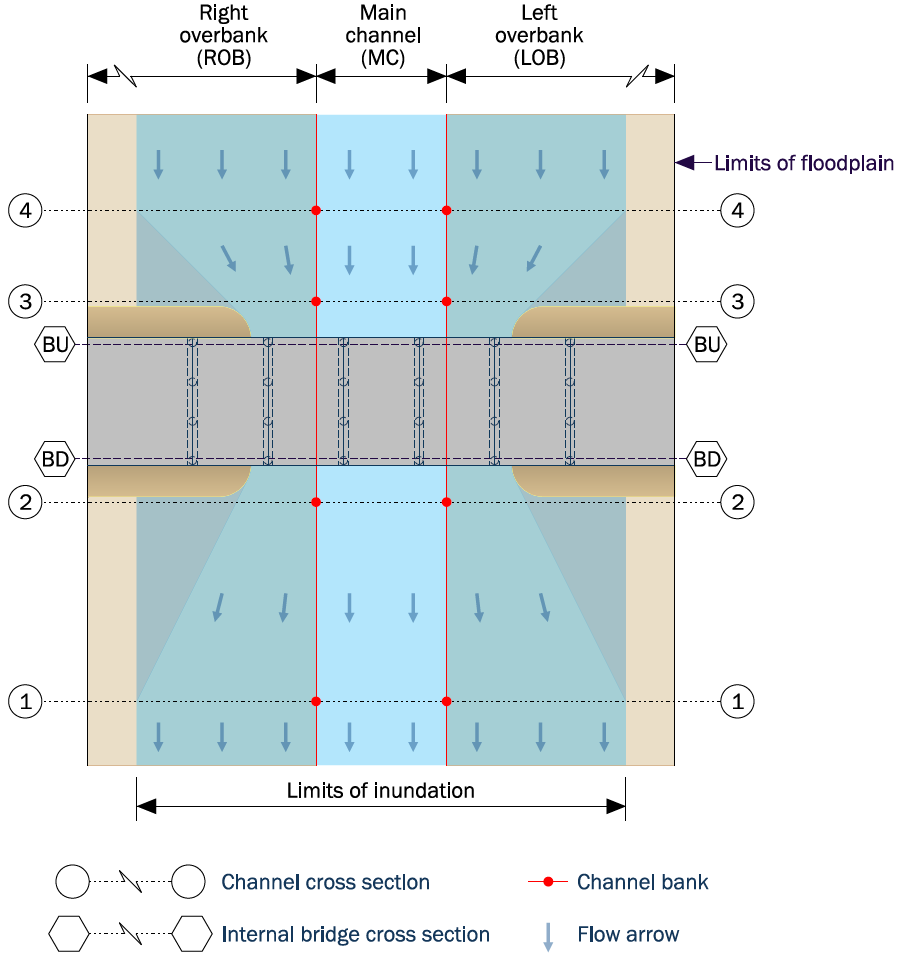 Right
overbank
(ROB)
Main
channel
(MC)
Left
overbank
(LOB)
Limits of floodplain
4
4
3
3
BU
BU
BD
BD
2
2
1
1
Limits of inundation
Channel cross section
Channel bank
Internal bridge cross section
Flow arrow